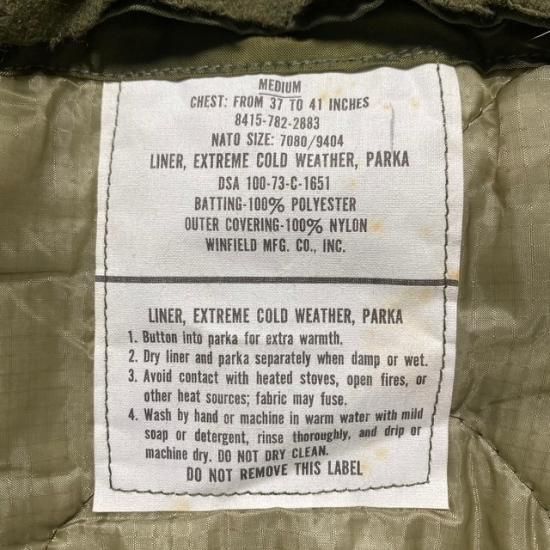 MEDIUM
CHEST: FROM 37 TO 41 INCHES
8415-782-2883
NATO SIZE: 7080/9404
LINER, EXTREME COLD WEATHER, PARKA
DSA 100-73-C-1651
BATTING-100% POLYESTER
OUTER COVERING-100% NYLON
WINFIELD MFG. CO., INC.
LINER, EXTREME COLD WEATHER, PARKA
1. Button into parka for extra warmth.
2. Dry liner and parka separately when damp or wet.
3. Avoid contact with heated stoves, open fires, or
other heat sources; fabric may fuse.
4. Wash by hand or machine in warm water with mild
soap or detergent, rinse thoroughly, and drip or
machine dry. DO NOT DRY CLEAN.
DO NOT REMOVE THIS LABEL